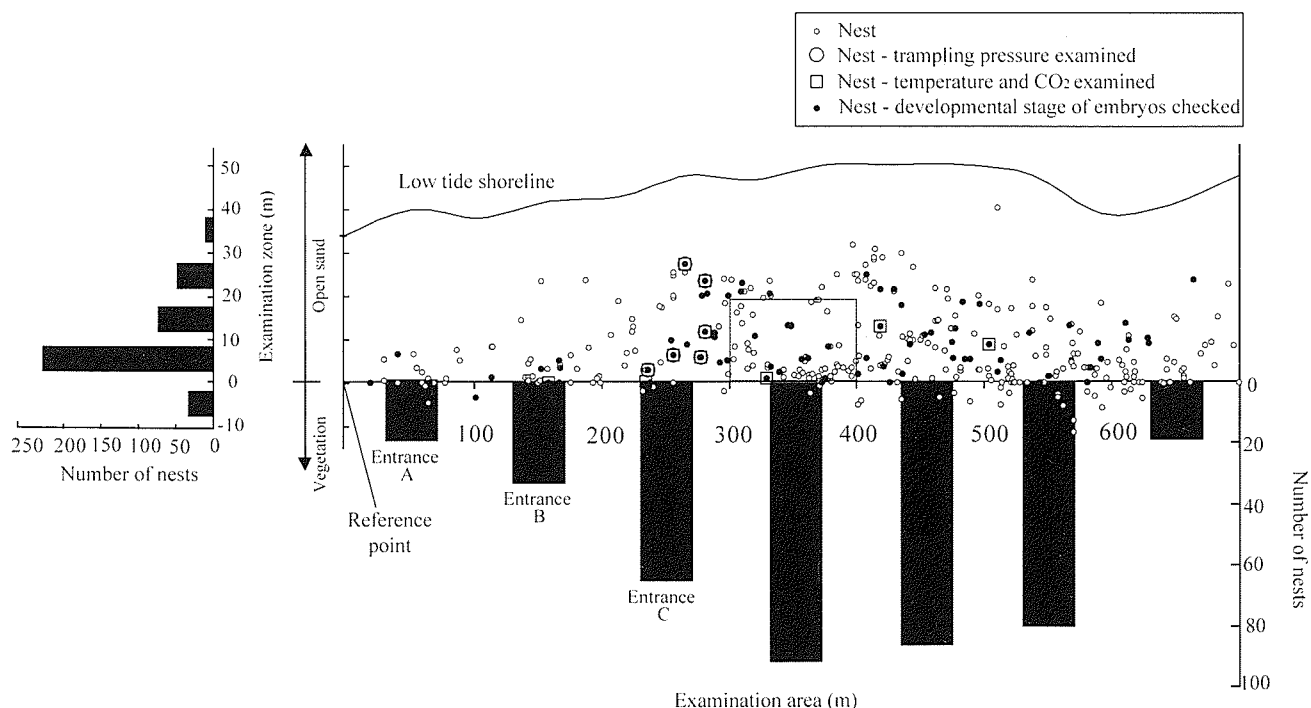 Nest
Nest - trampling pressure examined
Nest - temperature and CO2 examined
Nest - developmental stage of embryos checked
50
40
30
20
10
0
-10
Examination zone (m)
250 200 150 100 50 0
Number of nests
Open sand
Vegetation
Low tide shoreline
100 200 300 400 500 600
Entrance
A
Entrance
B
Entrance
C
Reference
point
0
20
40
60
80
100
Number of nests
Examination area (m)